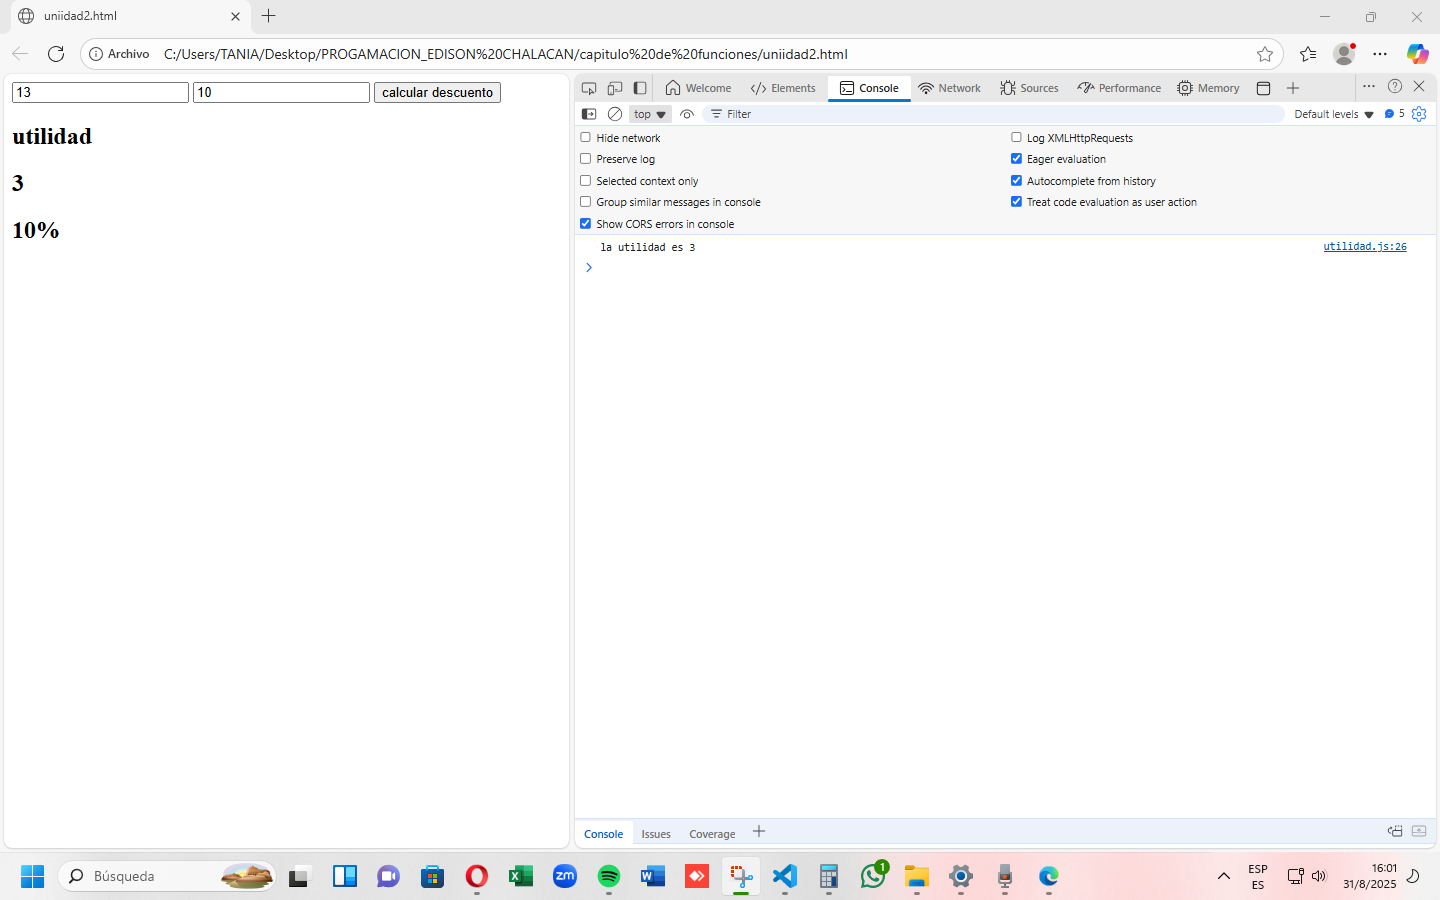 uniidad2.html
Archivo
C:/Users/TANIA/Desktop/PROGAMACION_EDISON%20CHALACAN/capitulo%20de%20funciones/uniidad2.html
13
10
calcular descuento
utilidad
3
10%
Welcome
Elements
Console
Network
Sources
Performance
Memory
top
Filter
Default levels
5
Hide network
Log XMLHttpRequests
Preserve log
Eager evaluation
Selected context only
Autocomplete from history
Group similar messages in console
Treat code evaluation as user action
Show CORS errors in console
la utilidad es 3
utilidad.js:26
Console
Issues
Coverage
Búsqueda
zm
1
ESP
ES
16:01
31/8/2025